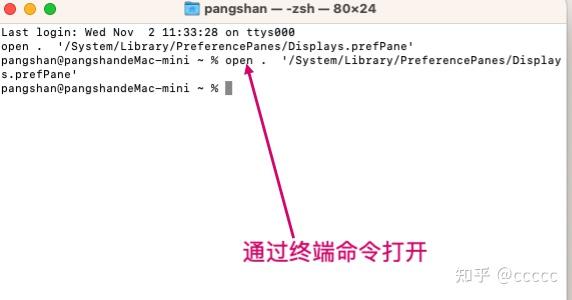 pangshan — -zsh — 80×24
Last login: Wed Nov  2 11:33:28 on ttys000
open .  '/System/Library/PreferencePanes/Displays.prefPane'
pangshan@pangshandeMac-mini ~ % open .  '/System/Library/PreferencePanes/Display
s.prefPane'
pangshan@pangshandeMac-mini ~ %
通过终端命令打开
知乎 @ccccc